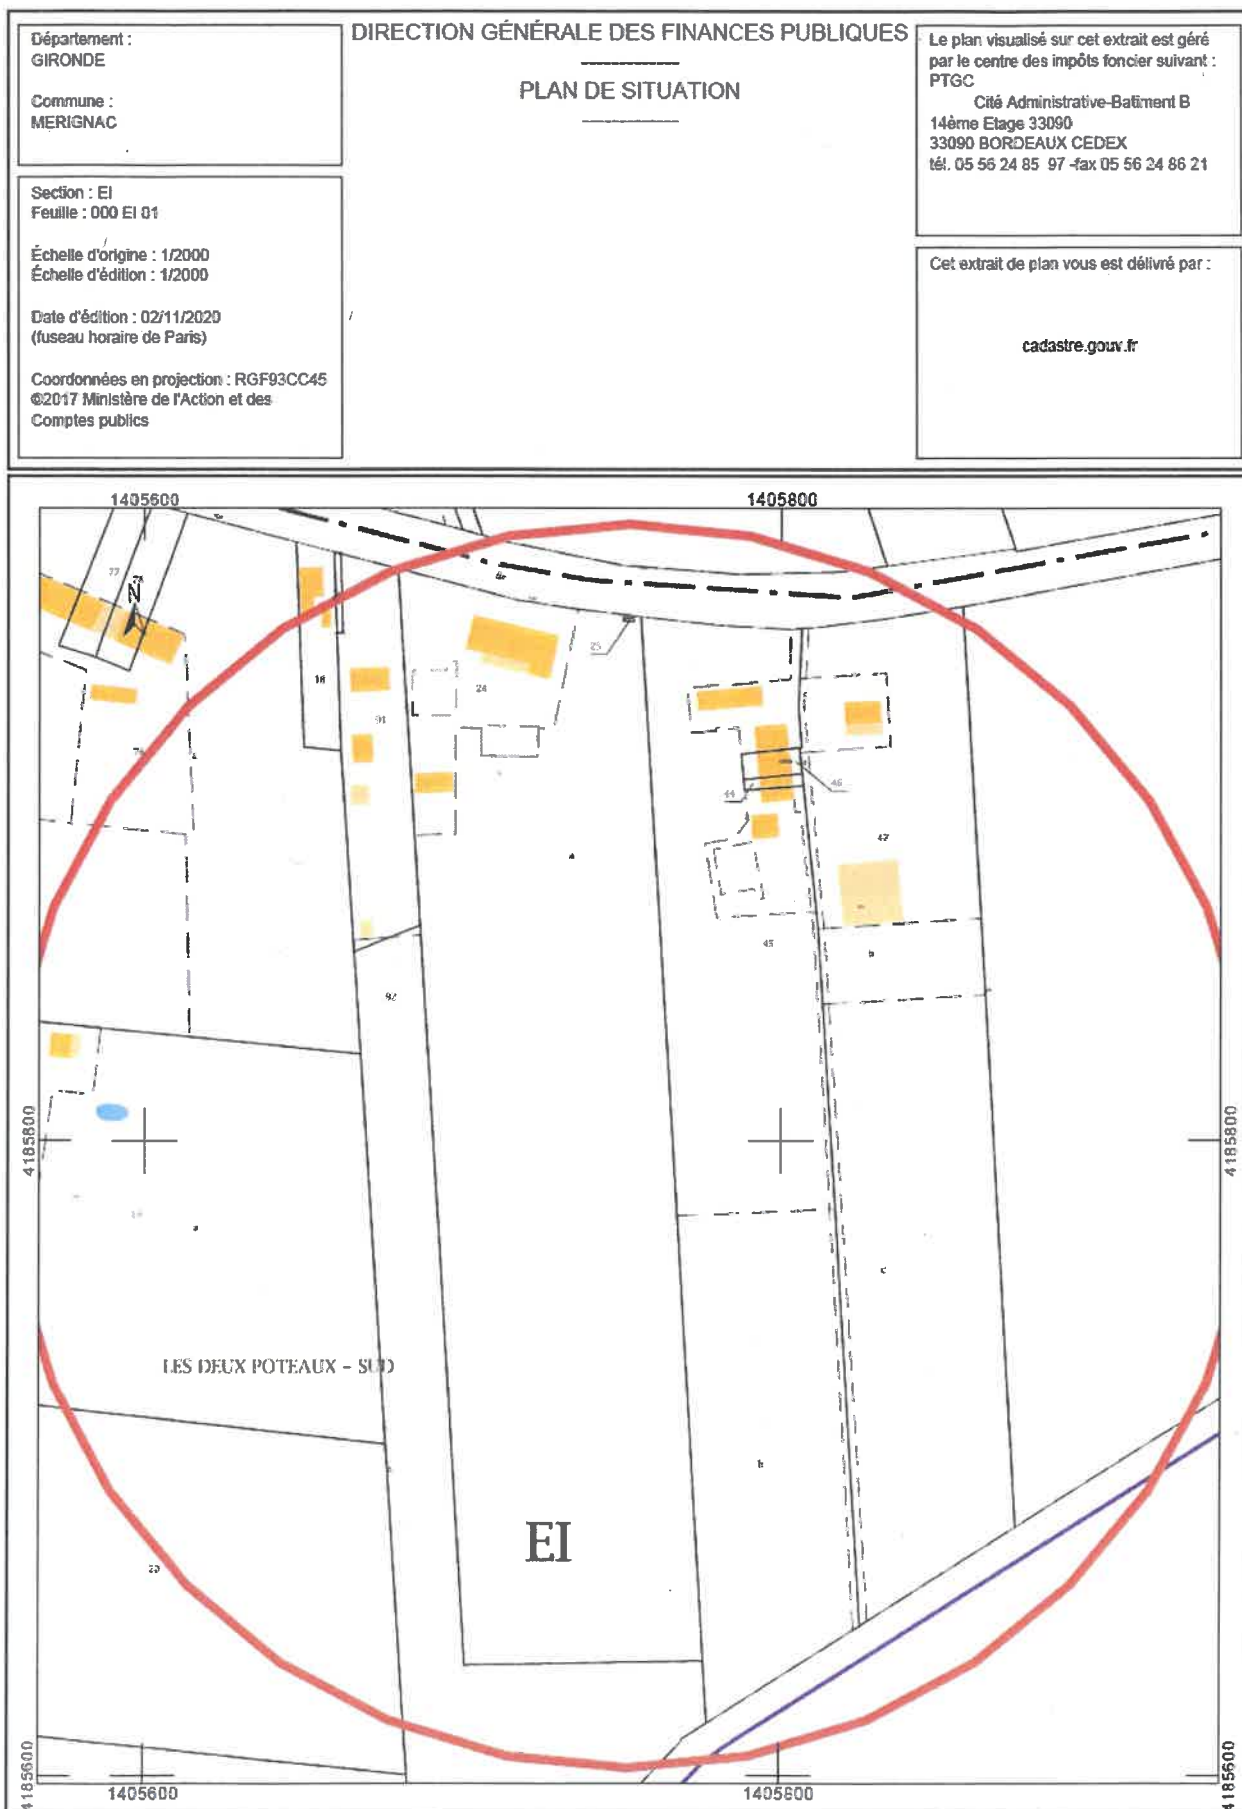 Département :
GIRONDE
Commune :
MERIGNAC
Section : EI
Feuille : 000 EI 01
Échelle d'origine : 1/2000
Échelle d'édition : 1/2000
Date d'édition : 02/11/2020
(fuseau horaire de Paris)
Coordonnées en projection : RGF93CC45
©2017 Ministère de l'Action et des
Comptes publics
DIRECTION GÉNÉRALE DES FINANCES PUBLIQUES
PLAN DE SITUATION
Le plan visualisé sur cet extrait est géré
par le centre des impôts foncier suivant :
PTGC
Cité Administrative-Batiment B
14ème Etage 33090
33090 BORDEAUX CEDEX
tél. 05 56 24 85 97 -fax 05 56 24 86 21
Cet extrait de plan vous est délivré par :
cadastre.gouv.fr
1405600
1405800
77
N
25
18
24
91
76
44
46
47
45
b
92
4185800
4185800
a
c
LES DEUX POTEAUX - SUD
b
EI
20
4185600
4185600
1405600
1405800